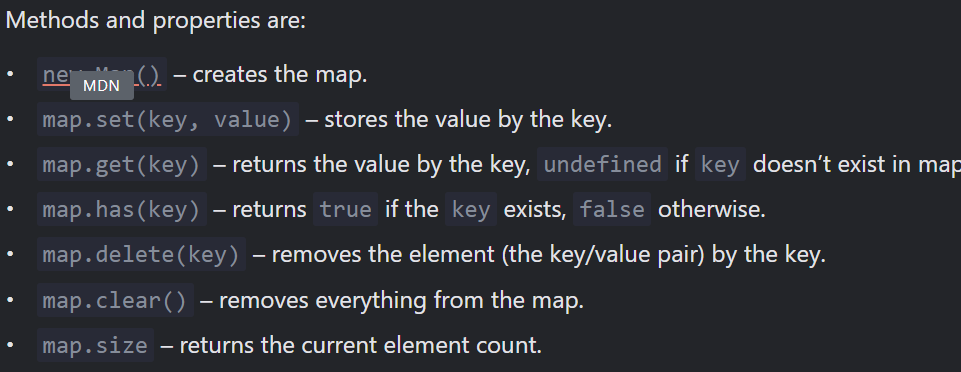 Methods and properties are:
• new Map() – creates the map.
MDN
• map.set(key, value) – stores the value by the key.
• map.get(key) – returns the value by the key, undefined if key doesn’t exist in map
• map.has(key) – returns true if the key exists, false otherwise.
• map.delete(key) – removes the element (the key/value pair) by the key.
• map.clear() – removes everything from the map.
• map.size – returns the current element count.